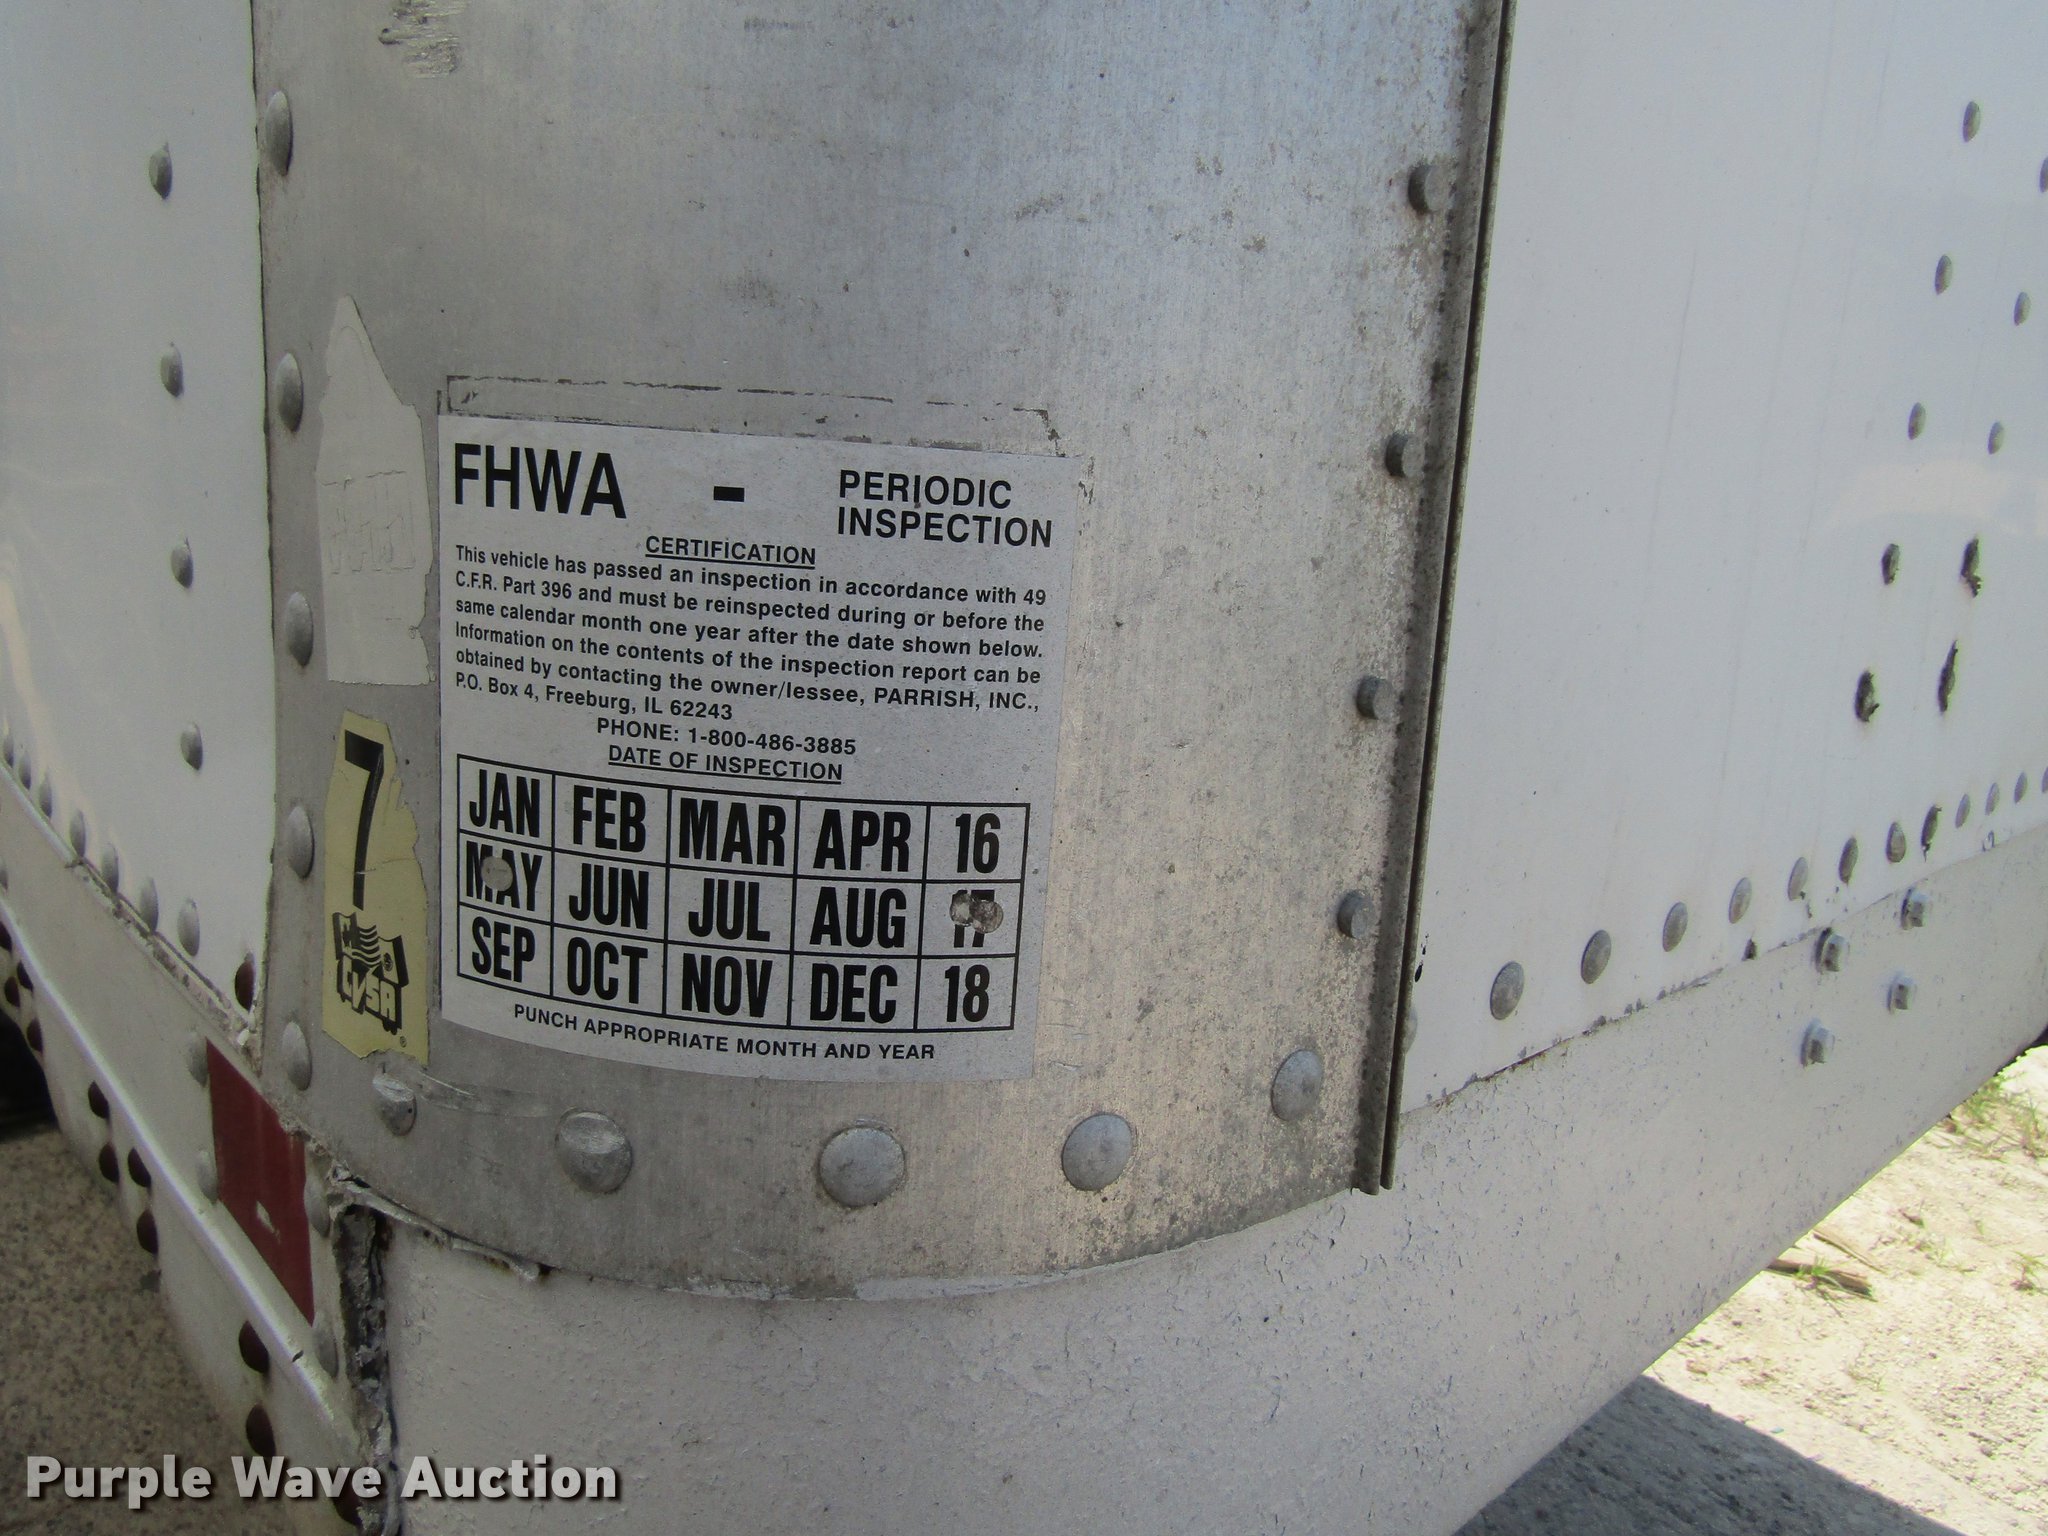 FHWA - PERIODIC INSPECTION
CERTIFICATION
This vehicle has passed an inspection in accordance with 49
C.F.R. Part 396 and must be reinspected during or before the
same calendar month one year after the date shown below.
Information on the contents of the inspection report can be
obtained by contacting the owner/lessee, PARRISH, INC.,
P.O. Box 4, Freeburg, IL 62243
PHONE: 1-800-486-3885
DATE OF INSPECTION
JAN FEB MAR APR 16
MAY JUN JUL AUG 17
SEP OCT NOV DEC 18
PUNCH APPROPRIATE MONTH AND YEAR
7
CVSA®
Purple Wave Auction